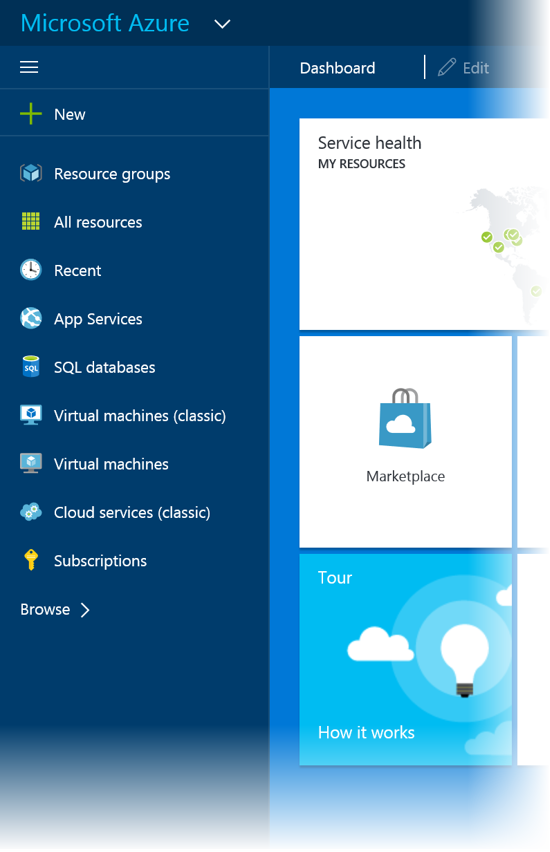 Microsoft Azure
Dashboard
Edit
New
Resource groups
All resources
Recent
App Services
SQL databases
SQL
Virtual machines (classic)
Virtual machines
Cloud services (classic)
Subscriptions
Browse
Service health
MY RESOURCES
Marketplace
Tour
How it works